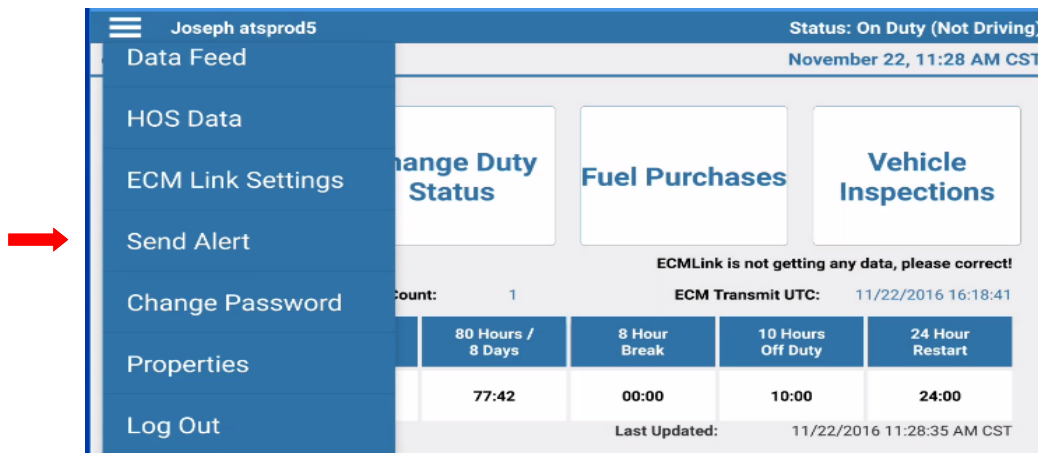 Joseph atsprod5
Status: On Duty (Not Driving)
November 22, 11:28 AM CST
Data Feed
HOS Data
ECM Link Settings
Send Alert
Change Password
Properties
Log Out
ange Duty
Status
Fuel Purchases
Vehicle
Inspections
ECMLink is not getting any data, please correct!
Count: 1
ECM Transmit UTC: 11/22/2016 16:18:41
80 Hours /
8 Days
8 Hour
Break
10 Hours
Off Duty
24 Hour
Restart
77:42
00:00
10:00
24:00
Last Updated: 11/22/2016 11:28:35 AM CST